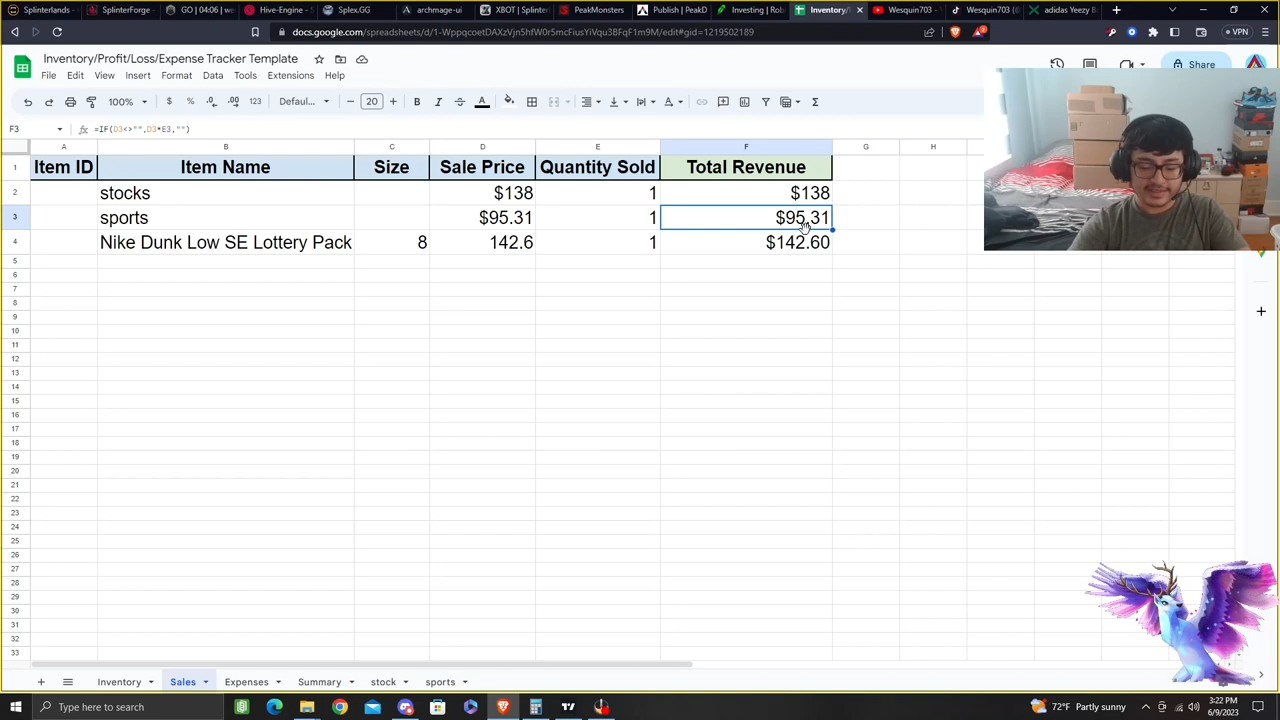 Splinterlands -
SplinterForge -
GO | 04:06 | we
Hive-Engine - S
Splex.GG
archmage-ui
XBOT | Splinter
PeakMonsters
Publish | PeakD
Investing | Rob
Inventory/
Wesquin703 -
Wesquin703 (@
adidas Yeezy B
docs.google.com/spreadsheets/d/1-WppqcoetDAXzVjn5hfW0r5mcFiusYiVqu3BFqF1m9M/edit#gid=1219502189
VPN
Inventory/Profit/Loss/Expense Tracker Template
File Edit View Insert Format Data Tools Extensions Help
Share
100% $ % .0 .00 123 Defaul... − 20 + B I
F3 fx =IF(D3<>"",D3*E3,"")
A B C D E F G H
1 Item ID Item Name Size Sale Price Quantity Sold Total Revenue
2 stocks $138 1 $138
3 sports $95.31 1 $95.31
4 Nike Dunk Low SE Lottery Pack 8 142.6 1 $142.60
5
6
7
8
9
10
11
12
13
14
15
16
17
18
19
20
21
22
23
24
25
26
27
28
29
30
31
32
33
Inventory Sales Expenses Summary stock sports
Type here to search
72°F Partly sunny
3:22 PM
6/9/2023